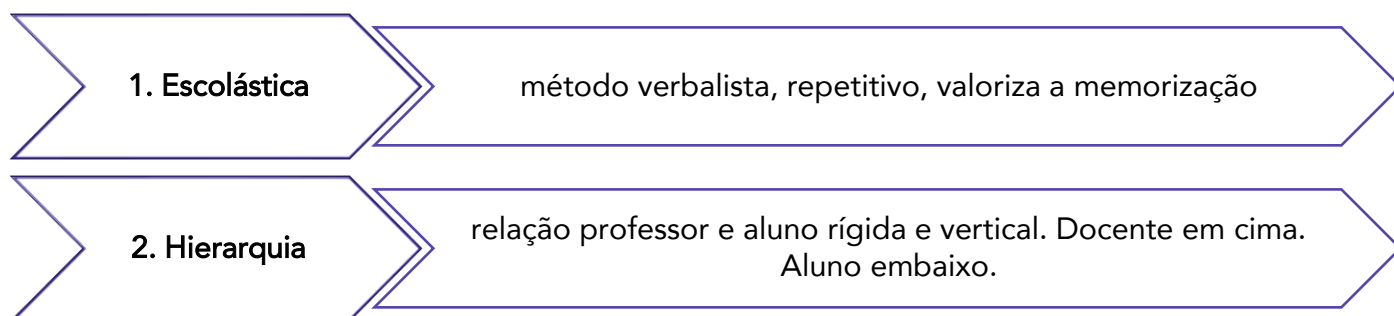 1. Escolástica
método verbalista, repetitivo, valoriza a memorização
2. Hierarquia
relação professor e aluno rígida e vertical. Docente em cima.
Aluno embaixo.